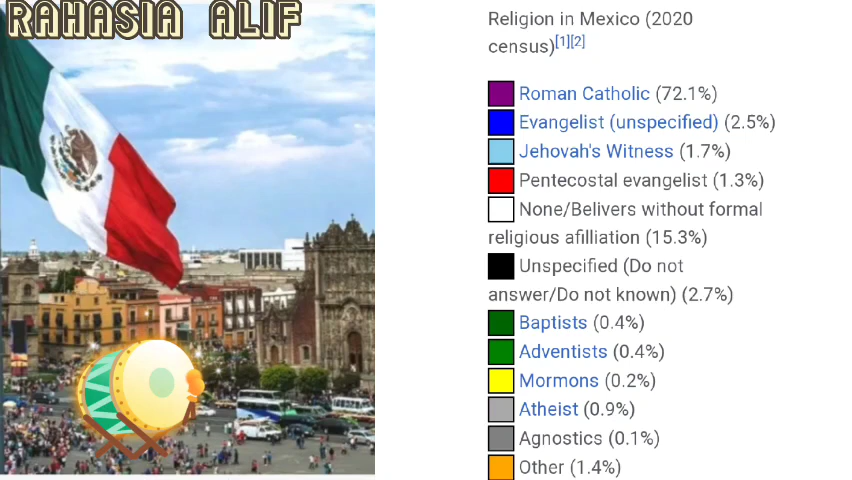 RAHASIA ALIF
Religion in Mexico (2020
census)[1][2]
Roman Catholic (72.1%)
Evangelist (unspecified) (2.5%)
Jehovah's Witness (1.7%)
Pentecostal evangelist (1.3%)
None/Belivers without formal
religious afilliation (15.3%)
Unspecified (Do not
answer/Do not known) (2.7%)
Baptists (0.4%)
Adventists (0.4%)
Mormons (0.2%)
Atheist (0.9%)
Agnostics (0.1%)
Other (1.4%)